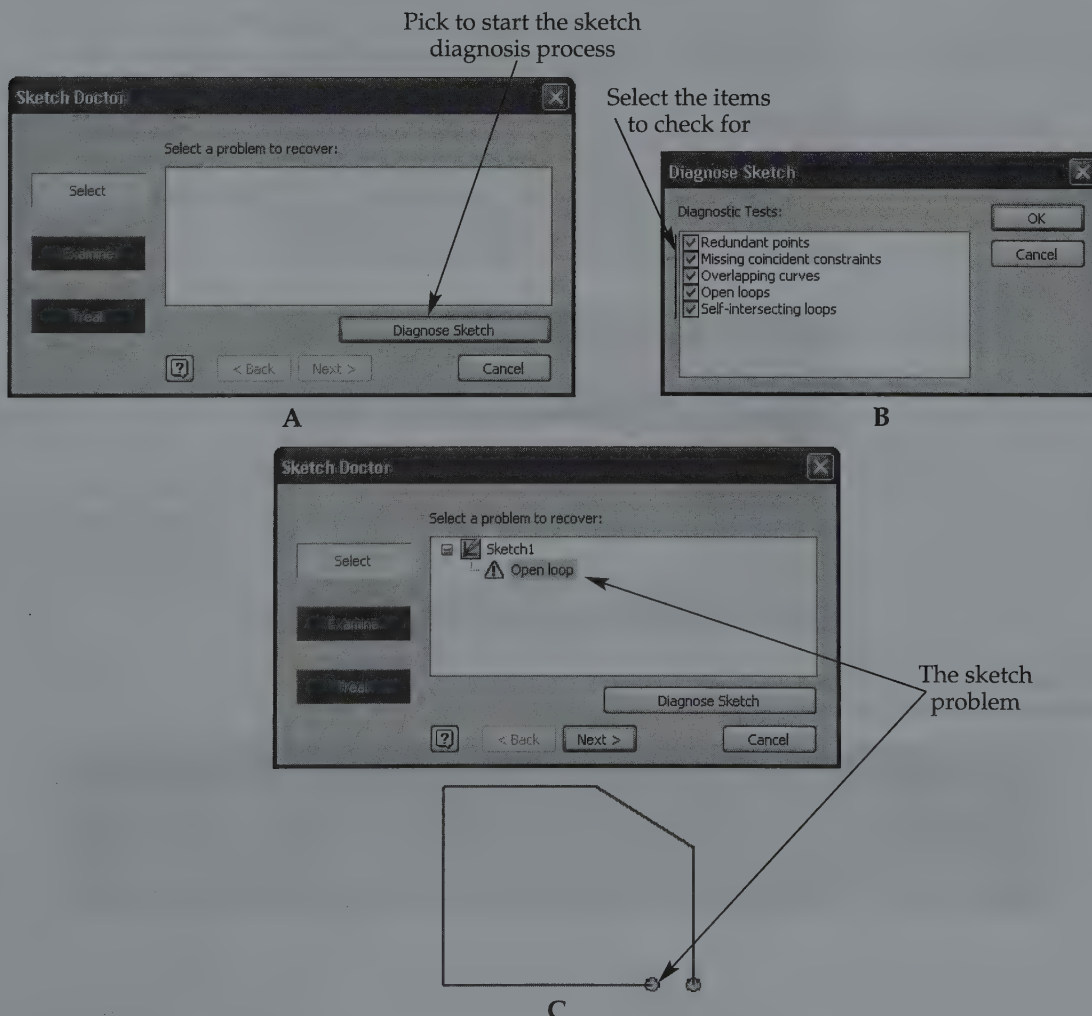 Pick to start the sketch
diagnosis process
Sketch Doctor
Select a problem to recover:
Select
Examine
Treat
Diagnose Sketch
?
< Back
Next >
Cancel
A
Select the items
to check for
Diagnose Sketch
Diagnostic Tests:
Redundant points
Missing coincident constraints
Overlapping curves
Open loops
Self-intersecting loops
OK
Cancel
B
Sketch Doctor
Select a problem to recover:
Sketch1
Open loop
Select
Examine
Treat
Diagnose Sketch
?
< Back
Next >
Cancel
The sketch
problem
C